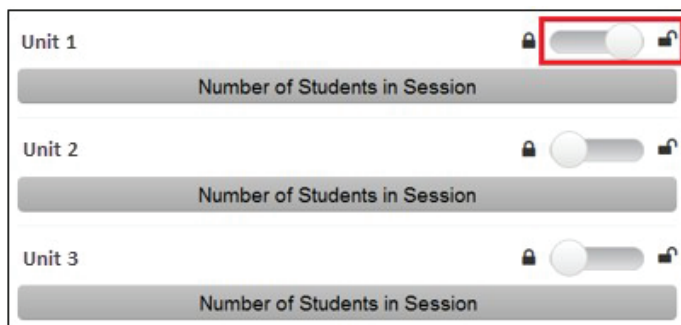 Unit 1
Number of Students in Session
Unit 2
Number of Students in Session
Unit 3
Number of Students in Session